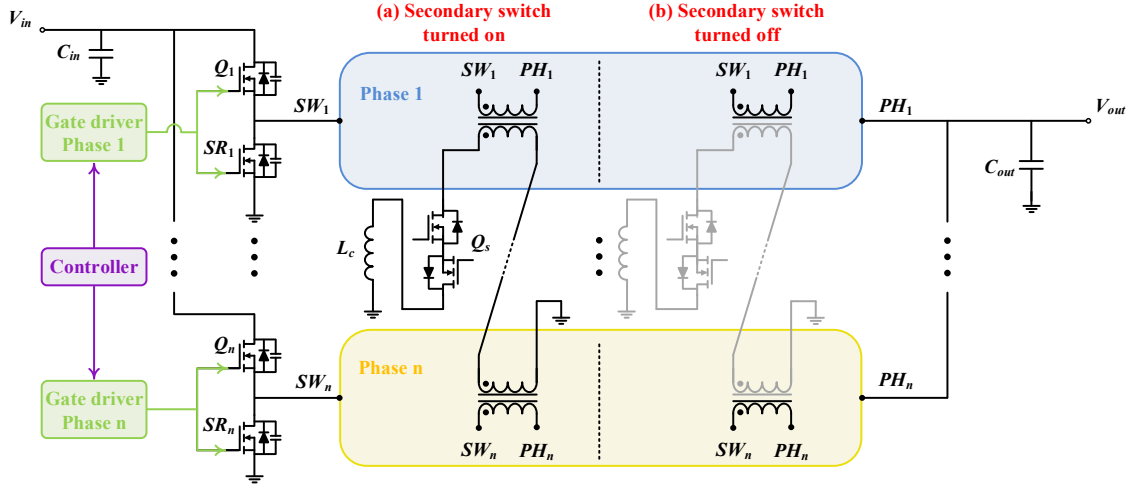 (a) Secondary switch
turned on
(b) Secondary switch
turned off
V_in
C_in
Q_1
SR_1
SW_1
Gate driver
Phase 1
Controller
Gate driver
Phase n
Q_n
SR_n
SW_n
Phase 1
SW_1 PH_1
SW_1 PH_1
L_c
Q_s
Phase n
SW_n PH_n
SW_n PH_n
PH_1
V_out
C_out
PH_n